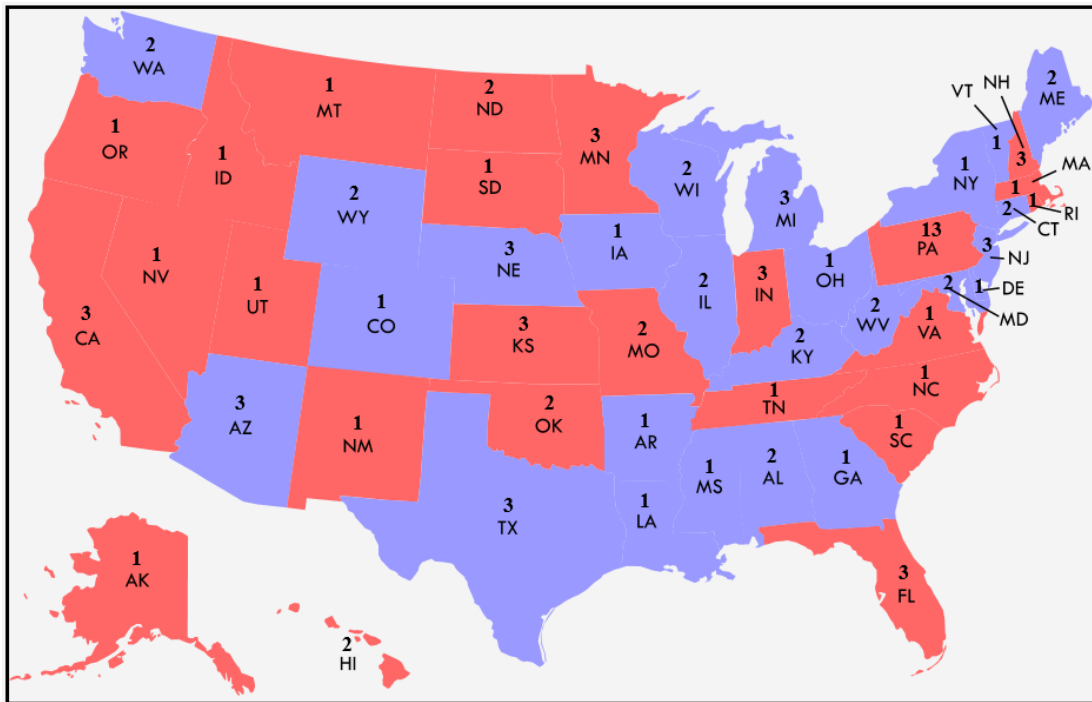 2
WA
1
MT
2
ND
3
MN
1
OR
1
ID
2
WY
1
SD
2
WI
3
MI
1
NY
VT
1
NH
3
2
ME
MA
1
RI
1
CT
2
13
PA
3
NJ
DE
1
MD
2
3
CA
1
NV
1
UT
1
CO
3
NE
1
IA
2
IL
3
IN
1
OH
2
WV
1
VA
2
KY
3
KS
2
MO
1
NC
1
TN
1
SC
3
AZ
1
NM
2
OK
1
AR
1
MS
2
AL
1
GA
3
TX
1
LA
3
FL
1
AK
2
HI